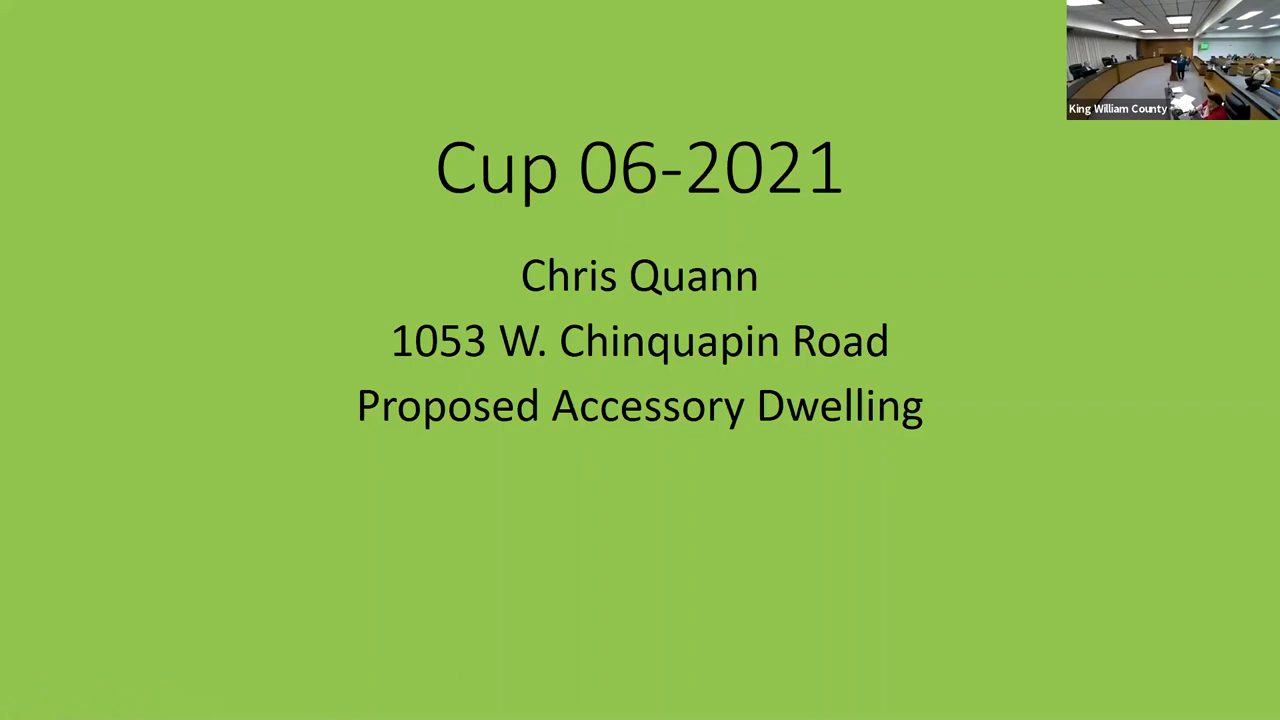 King William County
Cup 06-2021
Chris Quann
1053 W. Chinquapin Road
Proposed Accessory Dwelling